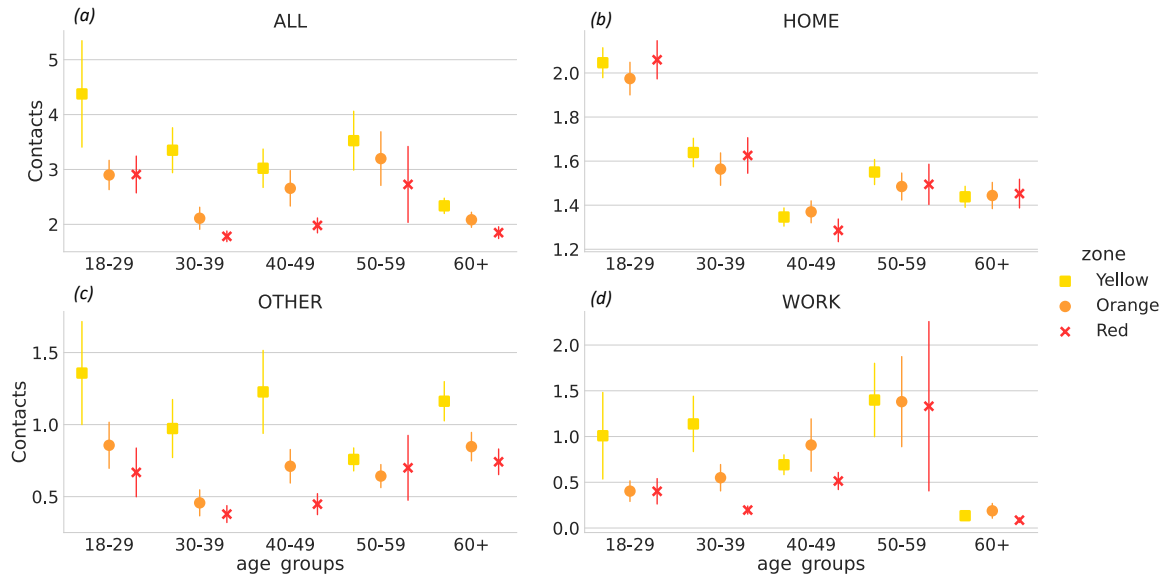 (a) ALL
5
4
3
2
Contacts
18-29 30-39 40-49 50-59 60+
(b) HOME
2.0
1.8
1.6
1.4
1.2
18-29 30-39 40-49 50-59 60+
zone
Yellow
Orange
Red
(c) OTHER
1.5
1.0
0.5
Contacts
18-29 30-39 40-49 50-59 60+
age groups
(d) WORK
2.0
1.5
1.0
0.5
0.0
18-29 30-39 40-49 50-59 60+
age groups